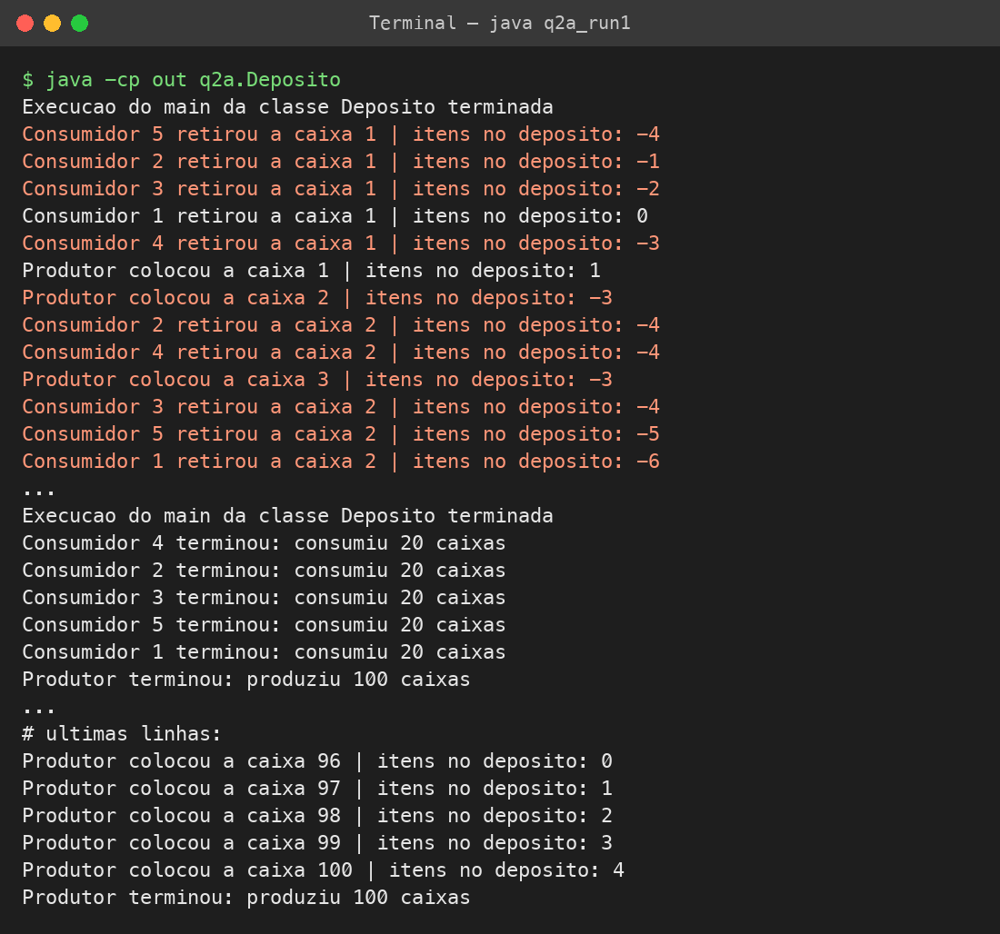 Terminal — java q2a_run1
$ java −cp out q2a.Deposito
Execucao do main da classe Deposito terminada
Consumidor 5 retirou a caixa 1 | itens no deposito: −4
Consumidor 2 retirou a caixa 1 | itens no deposito: −1
Consumidor 3 retirou a caixa 1 | itens no deposito: −2
Consumidor 1 retirou a caixa 1 | itens no deposito: 0
Consumidor 4 retirou a caixa 1 | itens no deposito: −3
Produtor colocou a caixa 1 | itens no deposito: 1
Produtor colocou a caixa 2 | itens no deposito: −3
Consumidor 2 retirou a caixa 2 | itens no deposito: −4
Consumidor 4 retirou a caixa 2 | itens no deposito: −4
Produtor colocou a caixa 3 | itens no deposito: −3
Consumidor 3 retirou a caixa 2 | itens no deposito: −4
Consumidor 5 retirou a caixa 2 | itens no deposito: −5
Consumidor 1 retirou a caixa 2 | itens no deposito: −6
...
Execucao do main da classe Deposito terminada
Consumidor 4 terminou: consumiu 20 caixas
Consumidor 2 terminou: consumiu 20 caixas
Consumidor 3 terminou: consumiu 20 caixas
Consumidor 5 terminou: consumiu 20 caixas
Consumidor 1 terminou: consumiu 20 caixas
Produtor terminou: produziu 100 caixas
...
# ultimas linhas:
Produtor colocou a caixa 96 | itens no deposito: 0
Produtor colocou a caixa 97 | itens no deposito: 1
Produtor colocou a caixa 98 | itens no deposito: 2
Produtor colocou a caixa 99 | itens no deposito: 3
Produtor colocou a caixa 100 | itens no deposito: 4
Produtor terminou: produziu 100 caixas